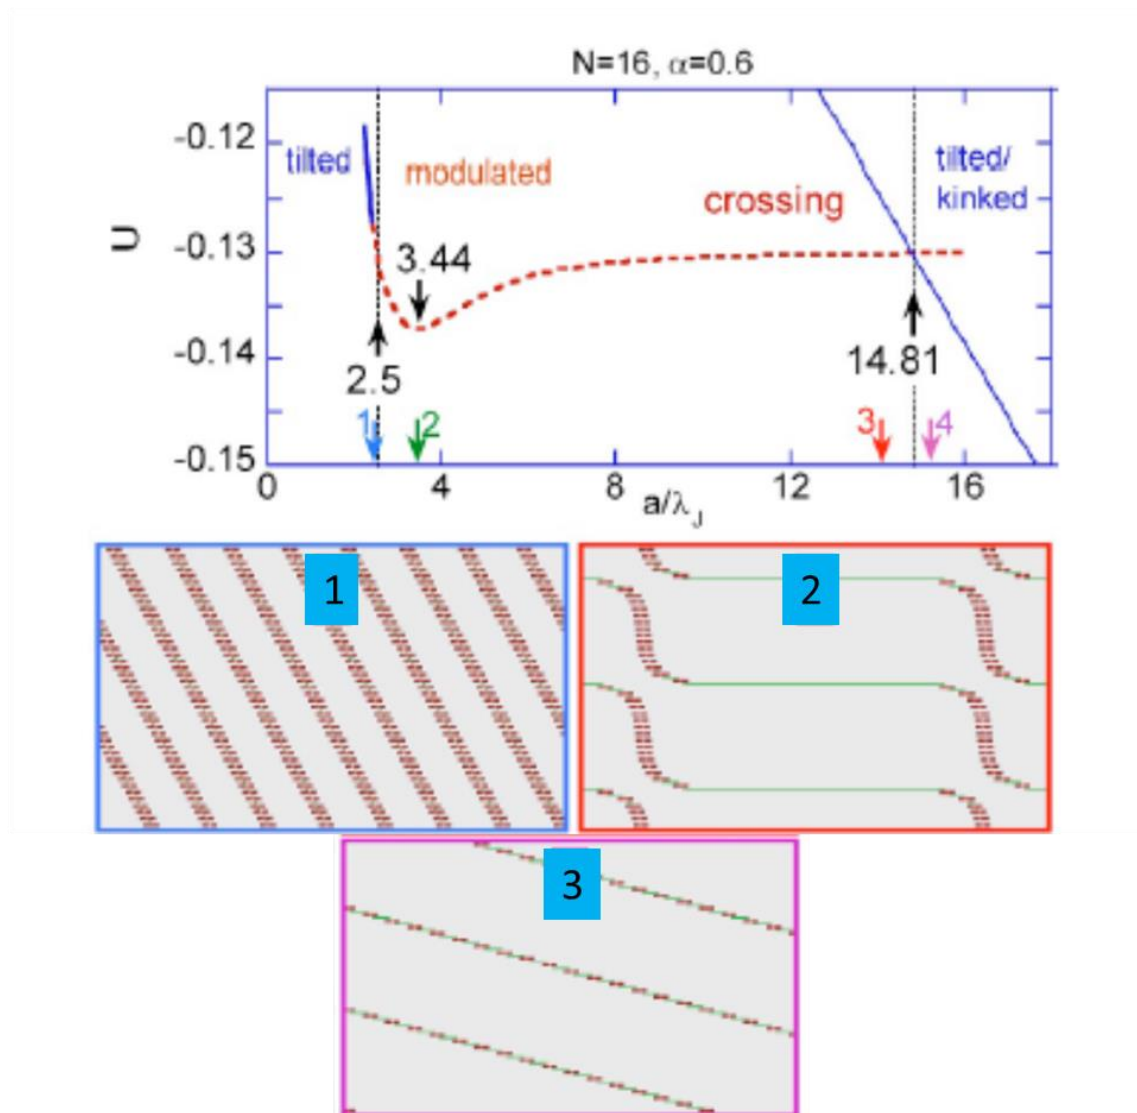 N=16, α=0.6
U
-0.12
-0.13
-0.14
-0.15
tilted
modulated
crossing
tilted/
kinked
3.44
2.5
14.81
1
2
3
4
0
4
8
12
16
a/λJ
1
2
3